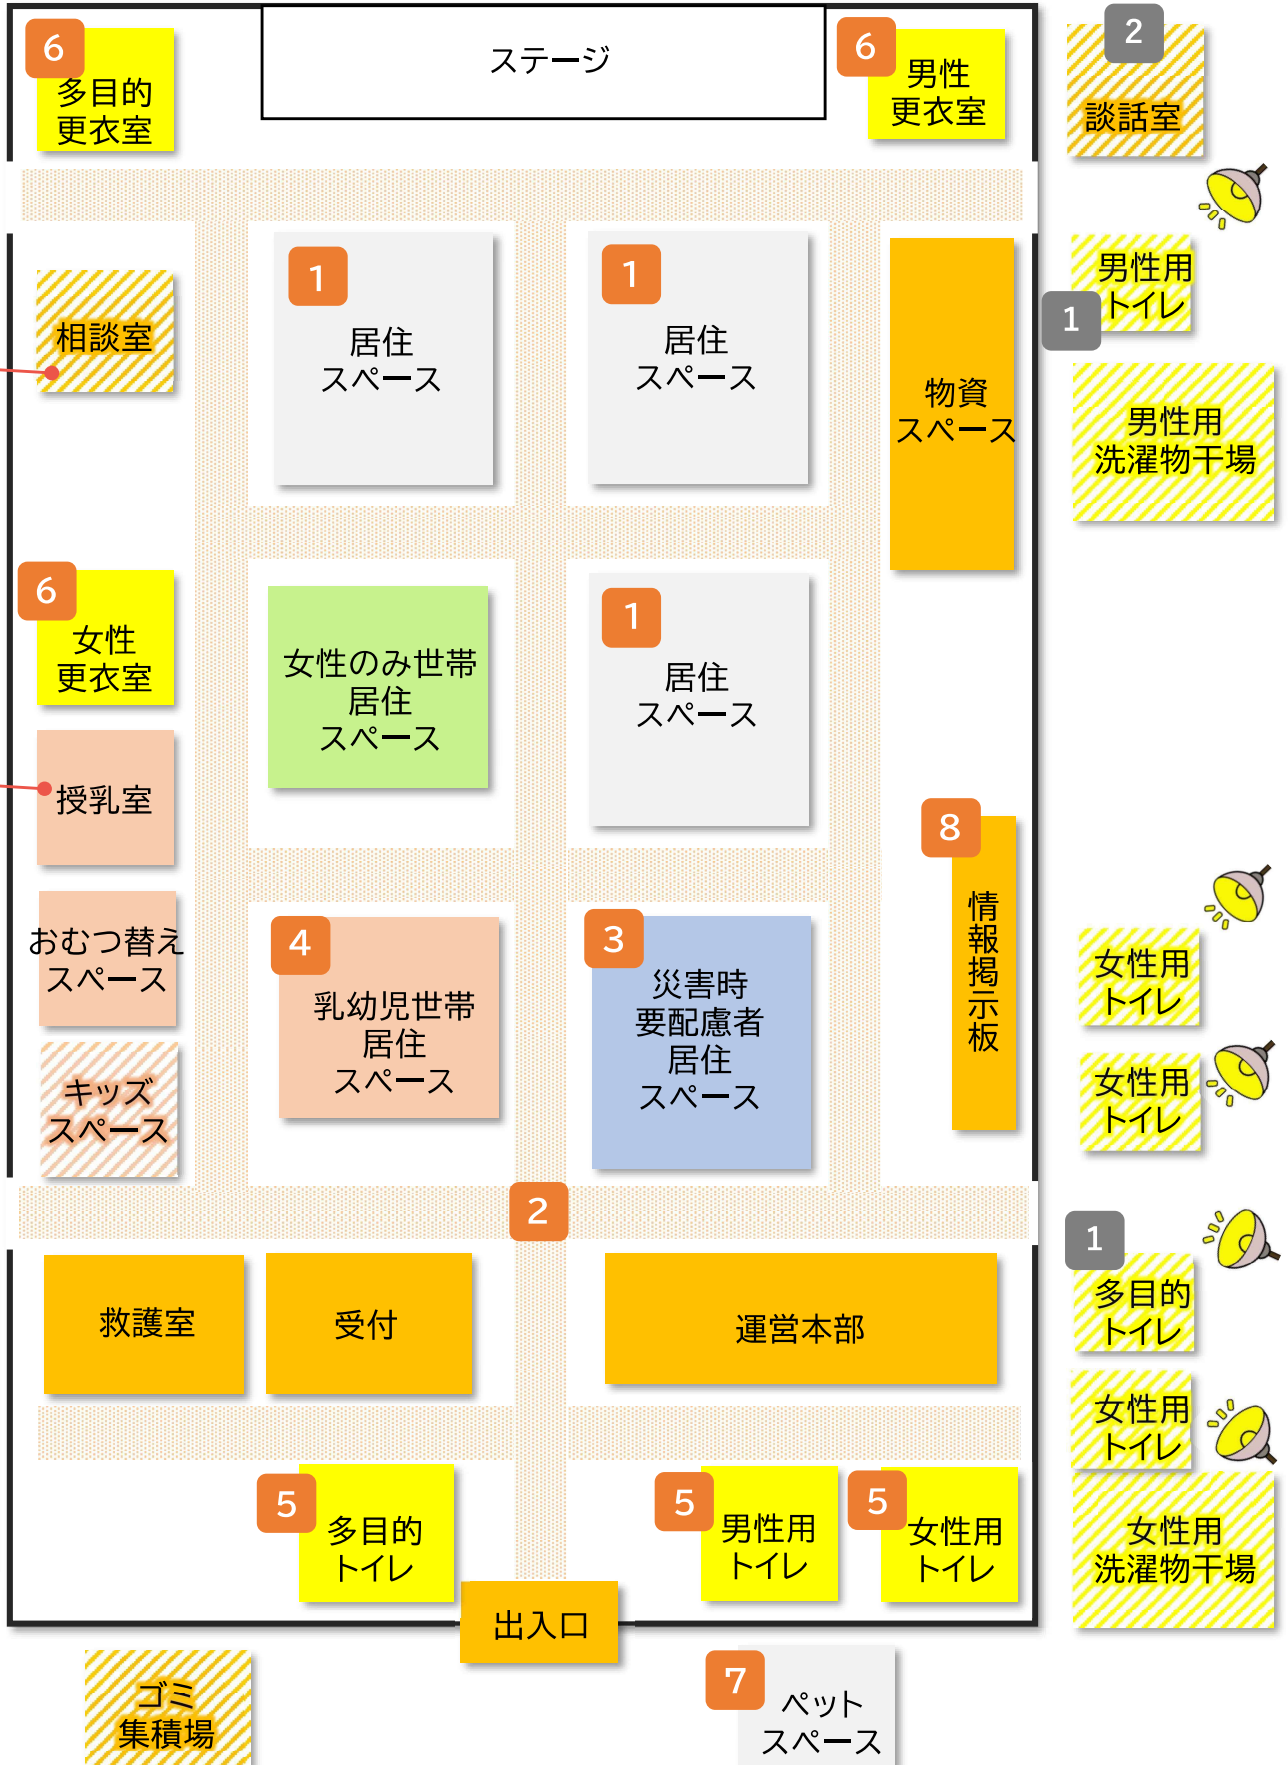 6
多目的
更衣室
ステージ
6
男性
更衣室
2
談話室
相談室
1
居住
スペース
1
居住
スペース
物資
スペース
男性用
トイレ
1
男性用
洗濯物干場
6
女性
更衣室
女性のみ世帯
居住
スペース
1
居住
スペース
授乳室
8
情報掲示板
おむつ替え
スペース
4
乳幼児世帯
居住
スペース
3
災害時
要配慮者
居住
スペース
女性用
トイレ
キッズ
スペース
女性用
トイレ
2
救護室
受付
運営本部
1
多目的
トイレ
女性用
トイレ
5
多目的
トイレ
5
男性用
トイレ
5
女性用
トイレ
女性用
洗濯物干場
出入口
ゴミ
集積場
7
ペット
スペース